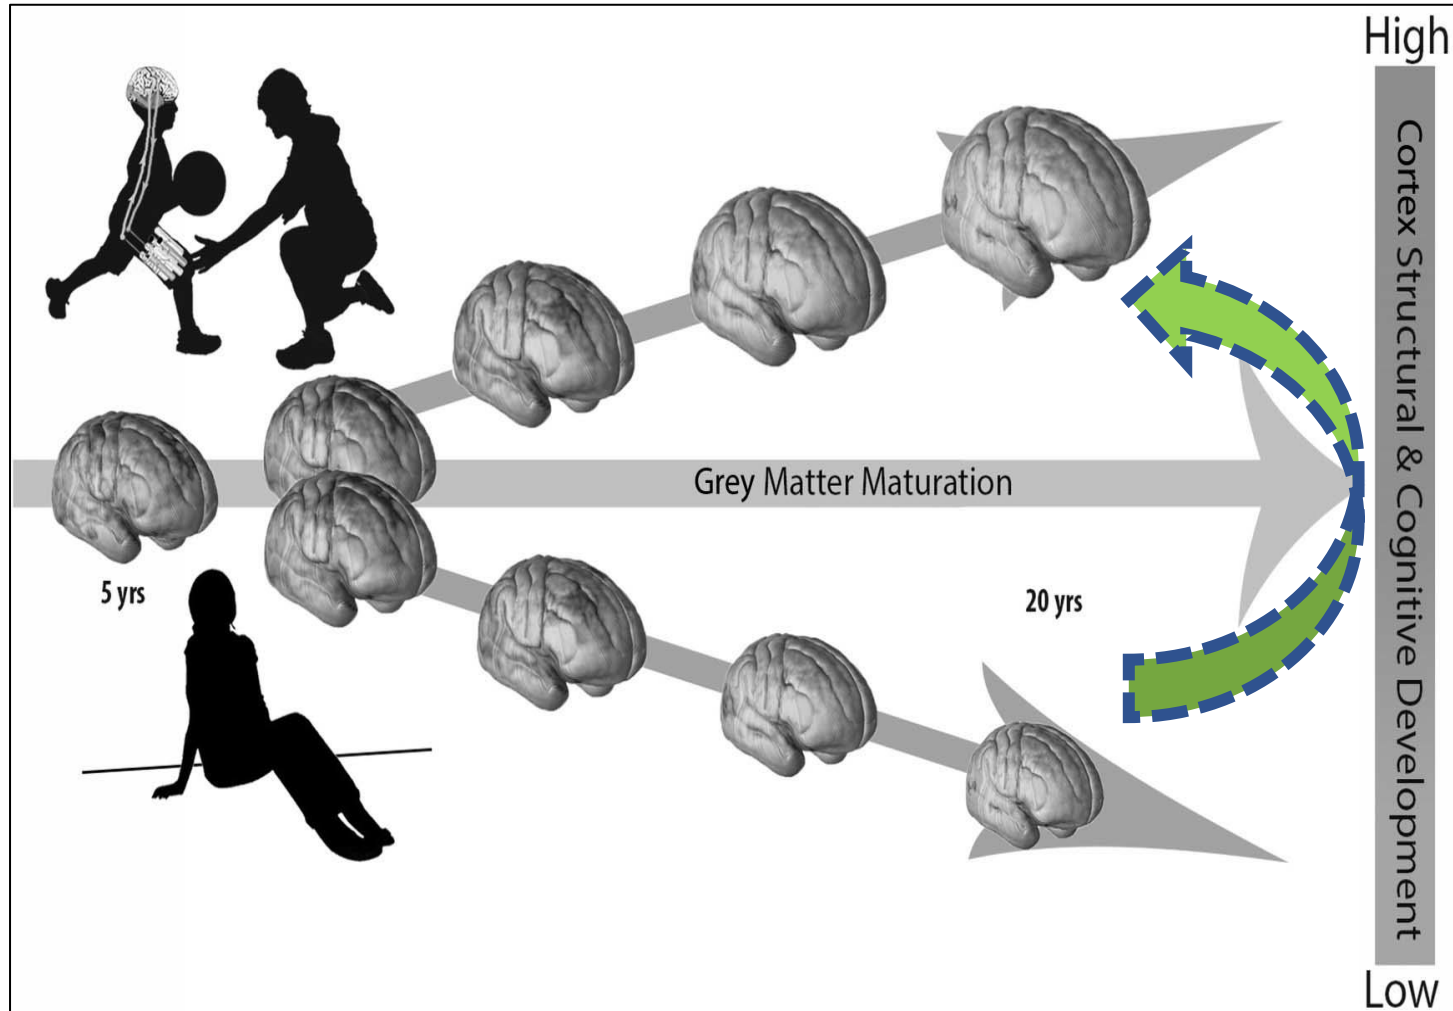 High
Cortex Structural & Cognitive Development
Grey Matter Maturation
5 yrs
20 yrs
Low